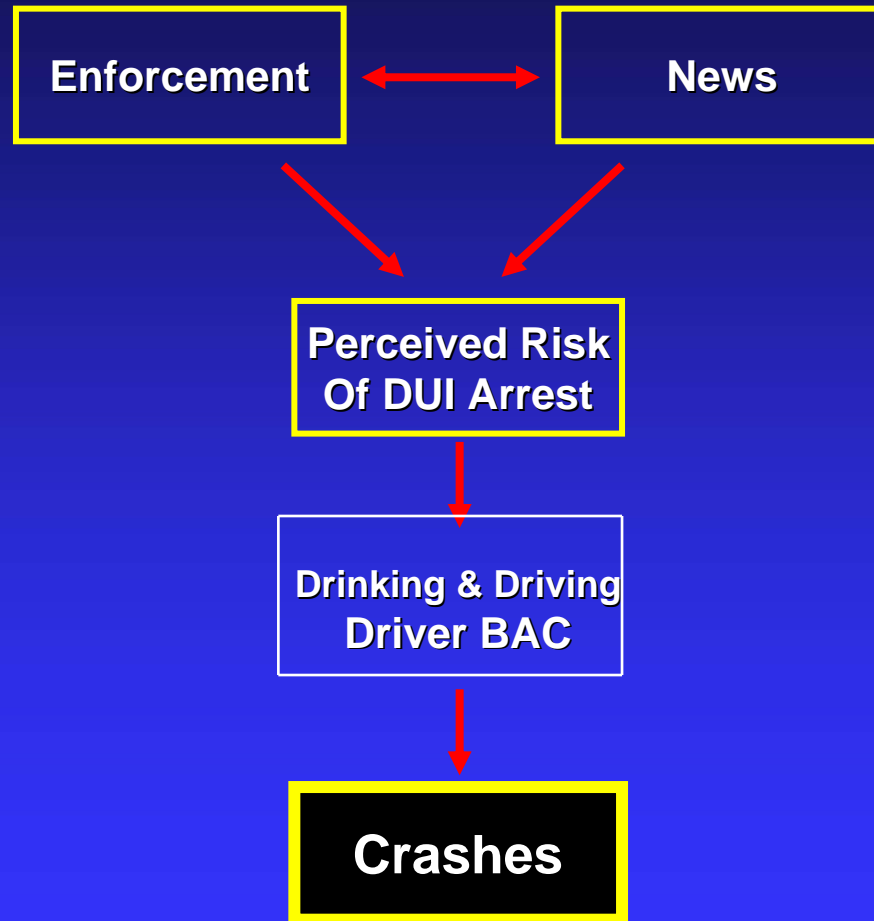 Enforcement
News
Perceived Risk
Of DUI Arrest
Drinking & Driving
Driver BAC
Crashes